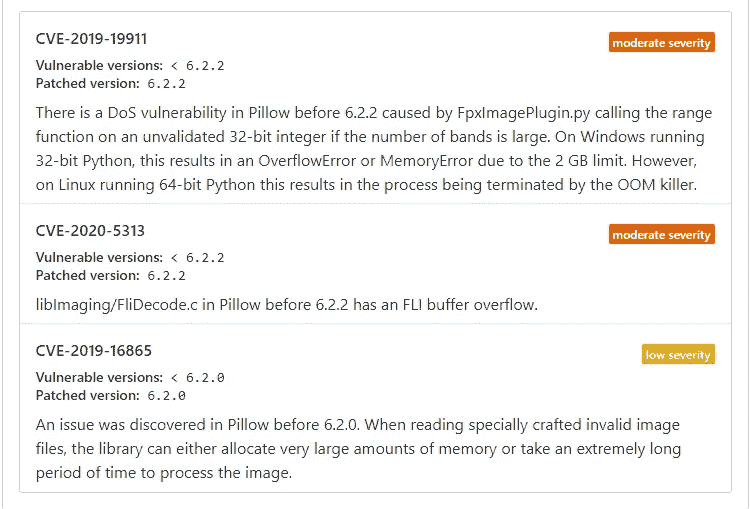 CVE-2019-19911
moderate severity
Vulnerable versions: < 6.2.2
Patched version: 6.2.2
There is a DoS vulnerability in Pillow before 6.2.2 caused by FpxImagePlugin.py calling the range
function on an unvalidated 32-bit integer if the number of bands is large. On Windows running
32-bit Python, this results in an OverflowError or MemoryError due to the 2 GB limit. However,
on Linux running 64-bit Python this results in the process being terminated by the OOM killer.
CVE-2020-5313
moderate severity
Vulnerable versions: < 6.2.2
Patched version: 6.2.2
libImaging/FliDecode.c in Pillow before 6.2.2 has an FLI buffer overflow.
CVE-2019-16865
low severity
Vulnerable versions: < 6.2.0
Patched version: 6.2.0
An issue was discovered in Pillow before 6.2.0. When reading specially crafted invalid image
files, the library can either allocate very large amounts of memory or take an extremely long
period of time to process the image.